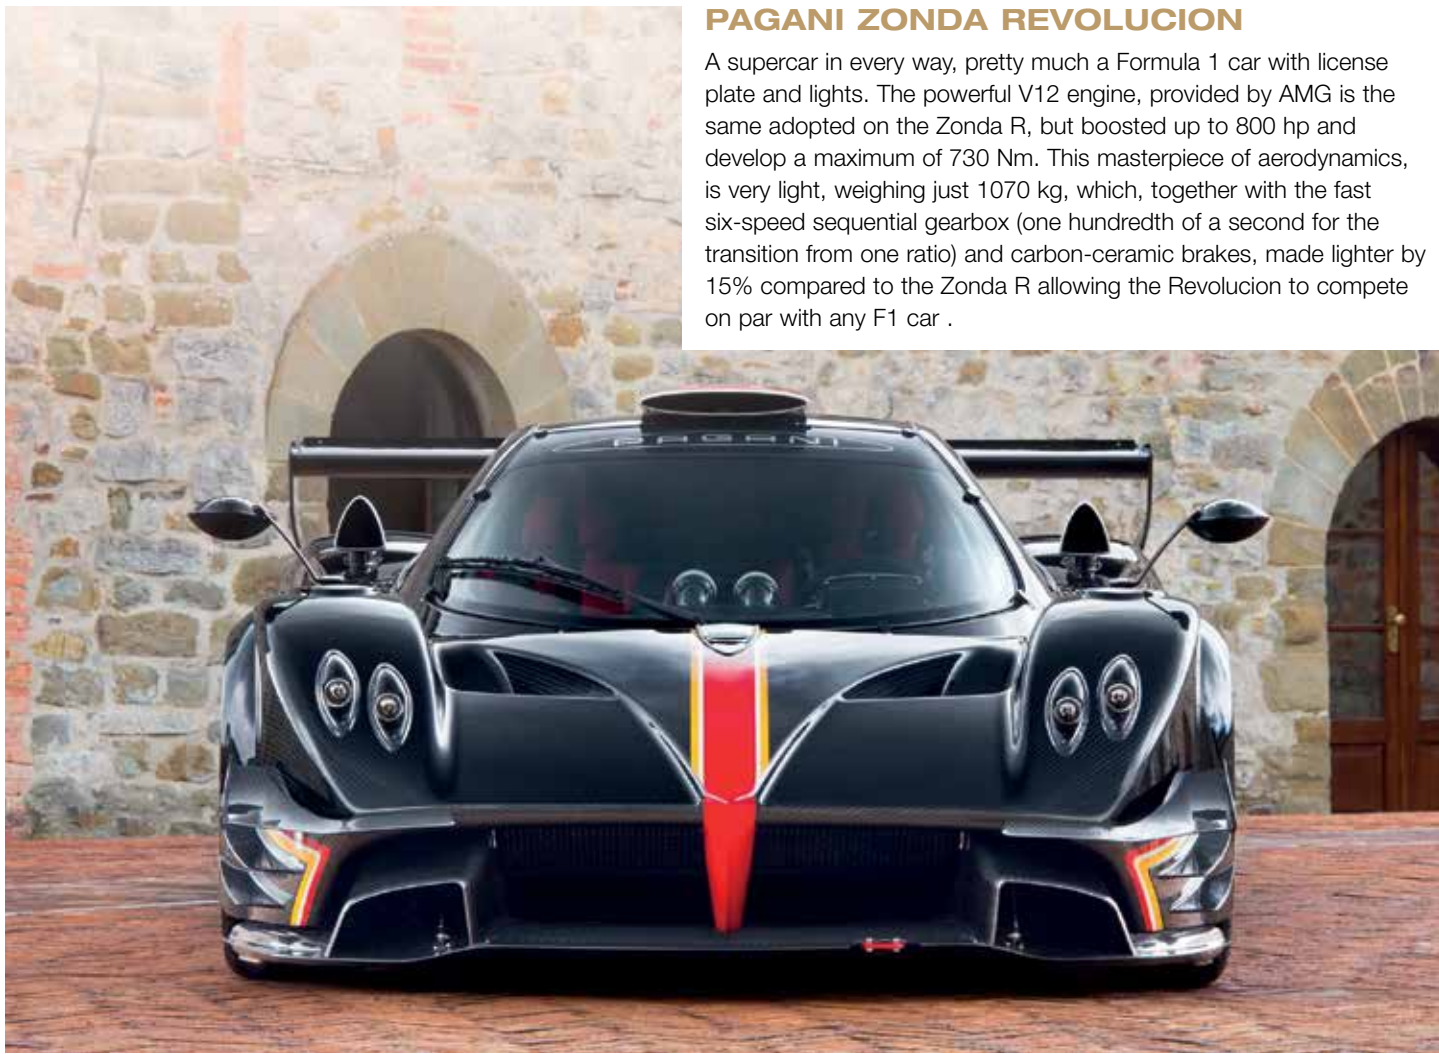 PAGANI ZONDA REVOLUCION
A supercar in every way, pretty much a Formula 1 car with license
plate and lights. The powerful V12 engine, provided by AMG is the
same adopted on the Zonda R, but boosted up to 800 hp and
develop a maximum of 730 Nm. This masterpiece of aerodynamics,
is very light, weighing just 1070 kg, which, together with the fast
six-speed sequential gearbox (one hundredth of a second for the
transition from one ratio) and carbon-ceramic brakes, made lighter by
15% compared to the Zonda R allowing the Revolucion to compete
on par with any F1 car .
PAGANI